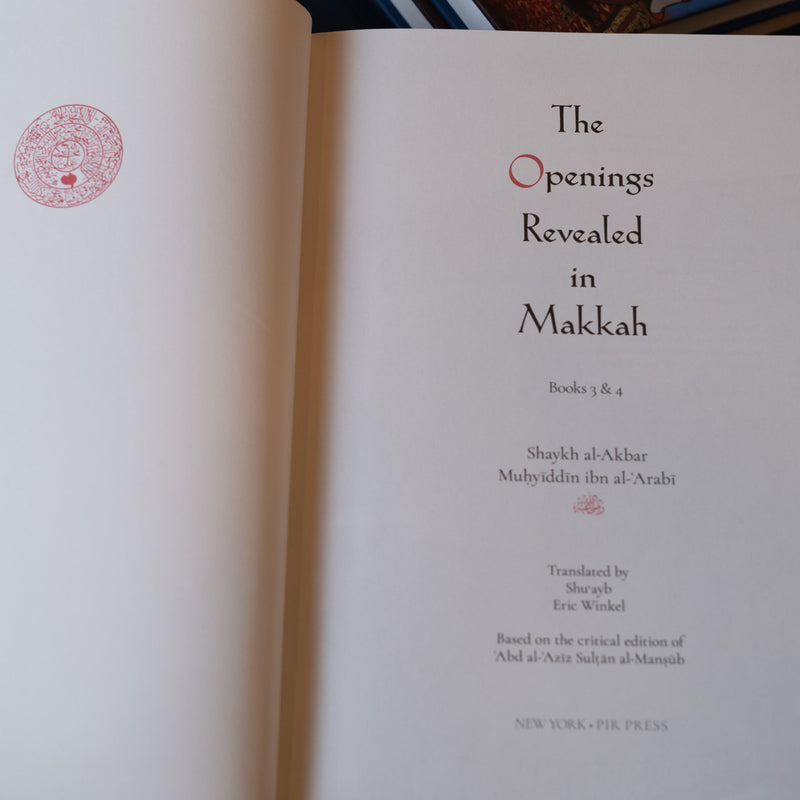 The
Openings
Revealed
in
Makkah
Books 3 & 4
Shaykh al-Akbar
Muḥyīddīn ibn al-ʿArabī
Translated by
Shuʿayb
Eric Winkel
Based on the critical edition of
ʿAbd al-ʿAzīz Sulṭān al-Manṣūb
NEW YORK • PIR PRESS